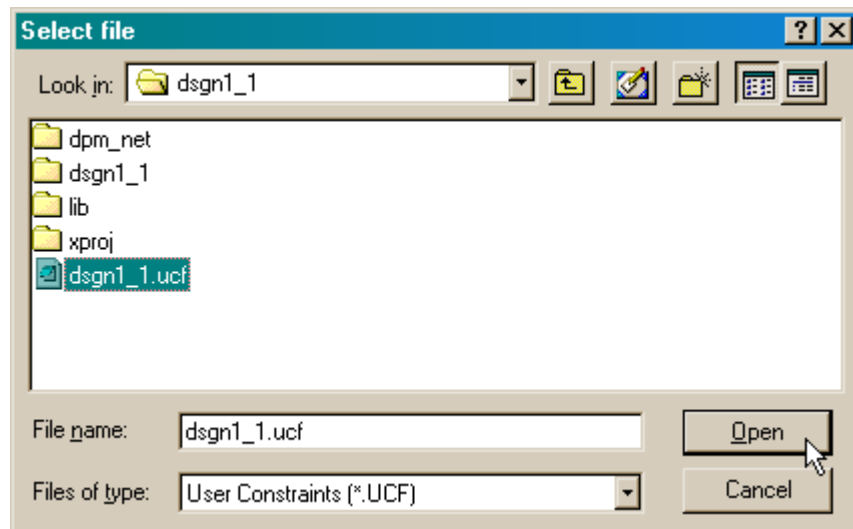 Select file
Look in: dsgn1_1
dpm_net
dsgn1_1
lib
xproj
dsgn1_1.ucf
File name: dsgn1_1.ucf Open
Files of type: User Constraints (*.UCF) Cancel